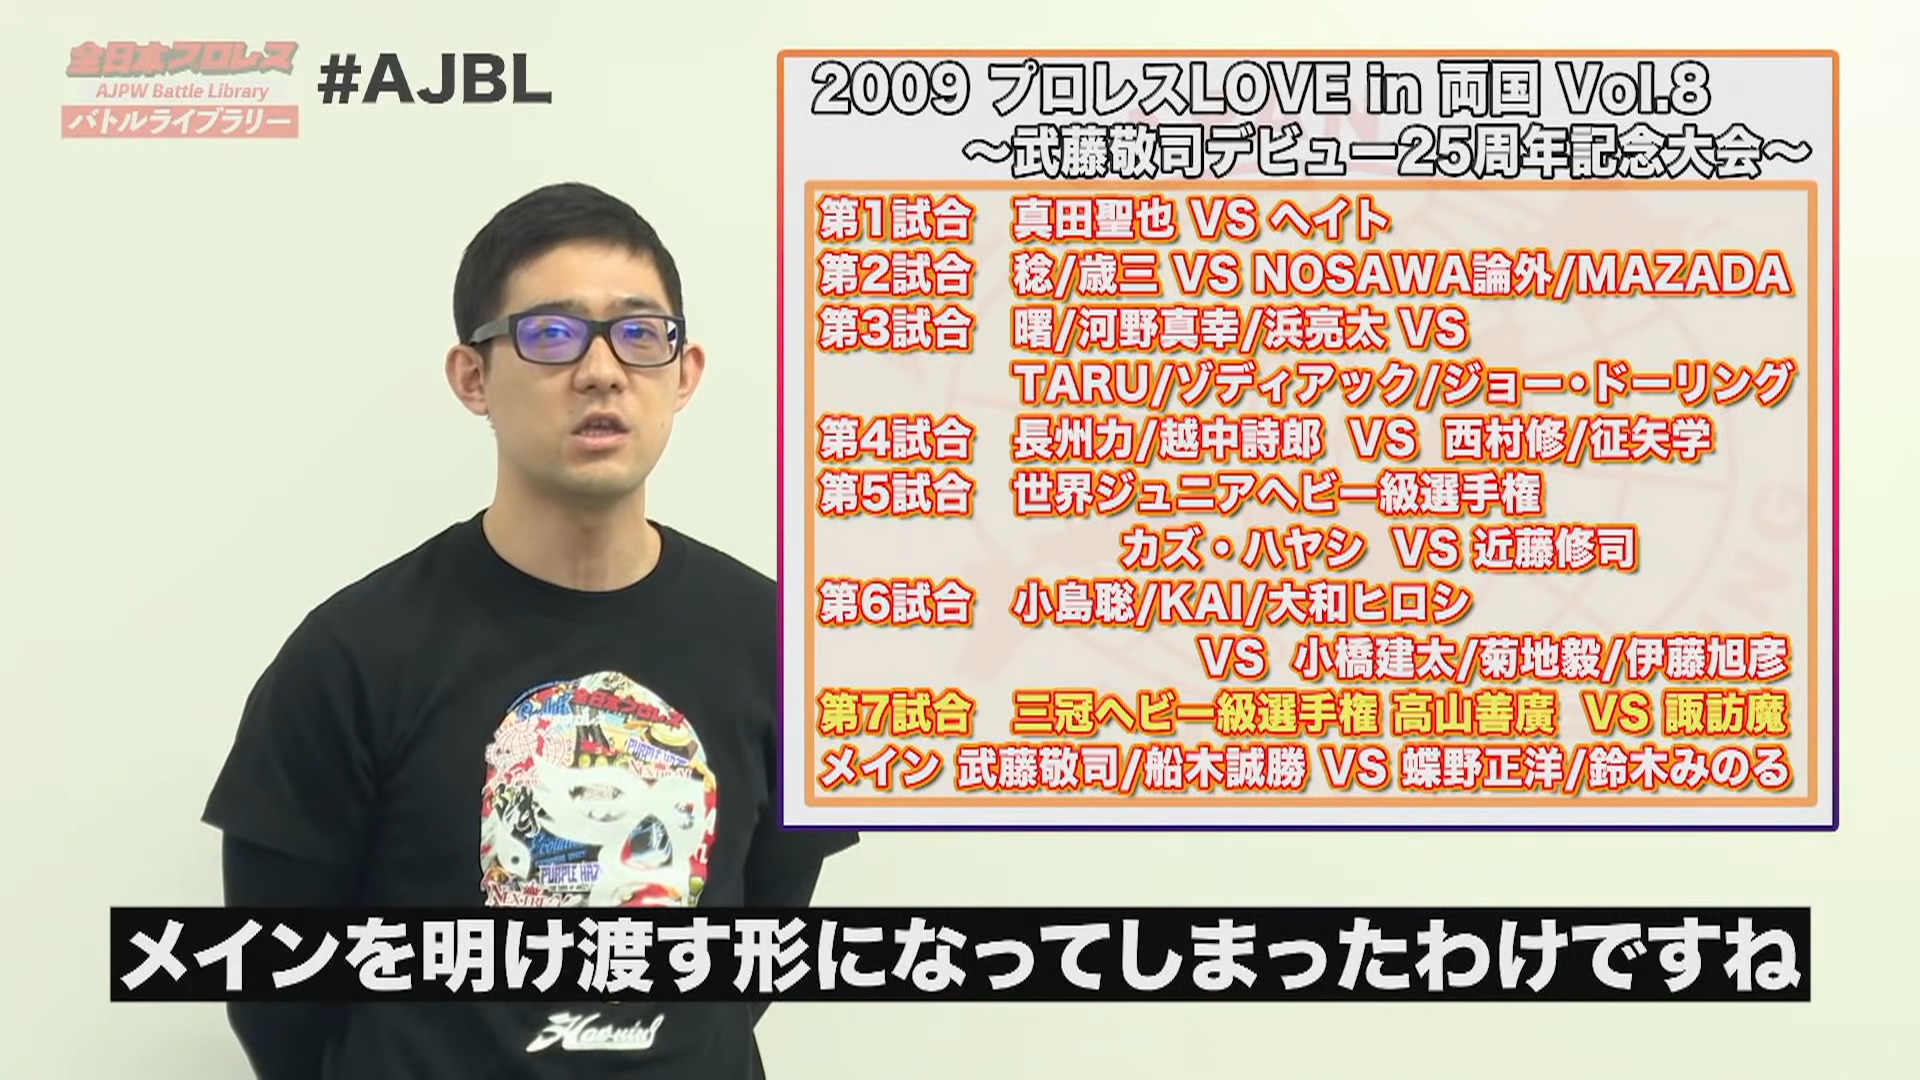 全日本プロレス
AJPW Battle Library
バトルライブラリー
#AJBL
2009 プロレスLOVE in 両国 Vol.8
～武藤敬司デビュー25周年記念大会～
第1試合 真田聖也 VS ヘイト
第2試合 稔/歳三 VS NOSAWA論外/MAZADA
第3試合 曙/河野真幸/浜亮太 VS
TARU/ゾディアック/ジョー・ドーリング
第4試合 長州力/越中詩郎 VS 西村修/征矢学
第5試合 世界ジュニアヘビー級選手権
カズ・ハヤシ VS 近藤修司
第6試合 小島聡/KAI/大和ヒロシ
VS 小橋建太/菊地毅/伊藤旭彦
第7試合 三冠ヘビー級選手権 高山善廣 VS 諏訪魔
メイン 武藤敬司/船木誠勝 VS 蝶野正洋/鈴木みのる
全日本プロレス
PURPLE HAZ
メインを明け渡す形になってしまったわけですね